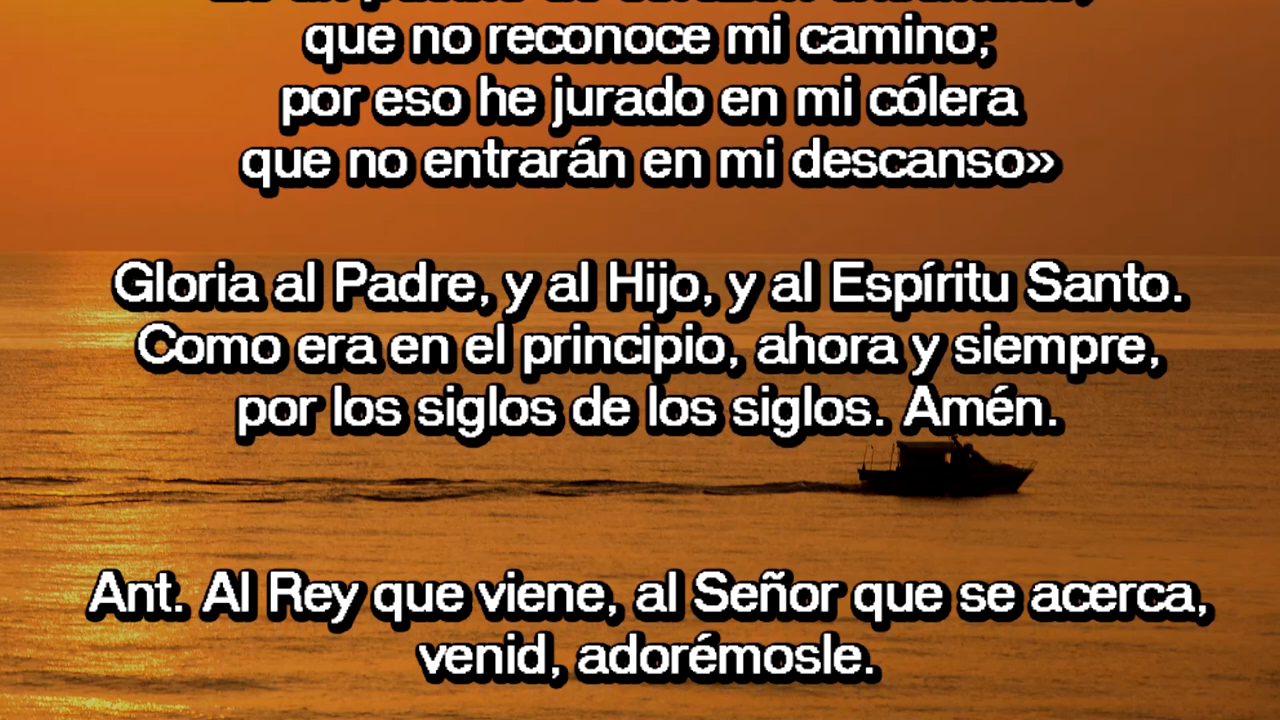 que no reconoce mi camino;
por eso he jurado en mi cólera
que no entrarán en mi descanso»
Gloria al Padre, y al Hijo, y al Espíritu Santo.
Como era en el principio, ahora y siempre,
por los siglos de los siglos. Amén.
Ant. Al Rey que viene, al Señor que se acerca,
venid, adorémosle.